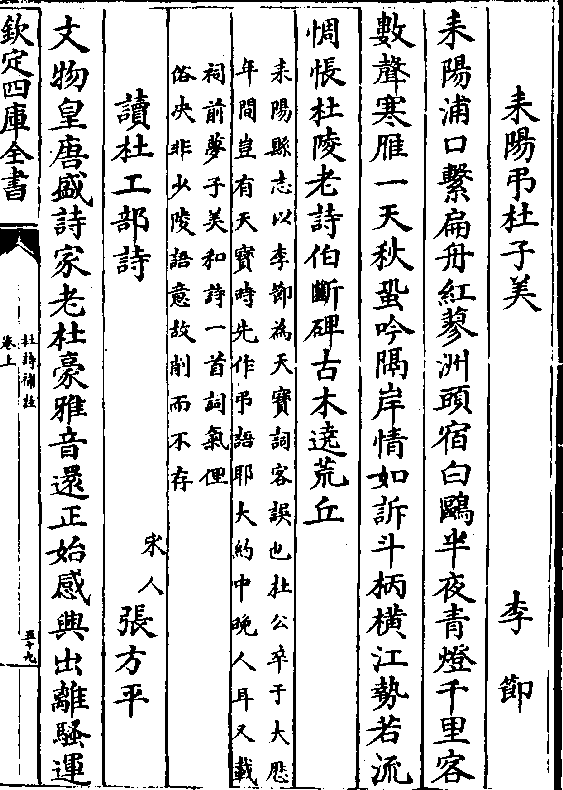 耒陽弔杜子美　李節
耒陽浦口繫扁舟紅蓼洲頭宿白鷗半夜青燈千里客
數聲寒雁一天秋蛩吟隔岸情如訴斗柄橫江勢若流
惆悵杜陵老詩伯斷碑古木遶荒丘
耒陽縣志以李節為天寶詞客誤也杜公卒于大厯
年間豈有天寶時先作弔語耶大約中晚人耳又載
祠前夢子美和詩一首詞氣俚
俗決非少陵語意故削而不存
讀杜工部詩　宋人張方平
文物皇唐盛詩家老杜豪雅音還正始感興出離騷運
欽定四庫全書
杜詩補註
卷上
五十九